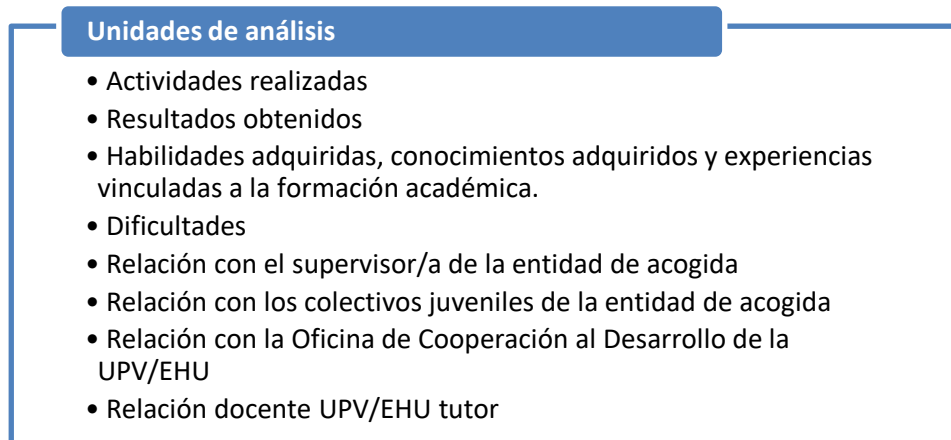 Unidades de análisis
• Actividades realizadas
• Resultados obtenidos
• Habilidades adquiridas, conocimientos adquiridos y experiencias
vinculadas a la formación académica.
• Dificultades
• Relación con el supervisor/a de la entidad de acogida
• Relación con los colectivos juveniles de la entidad de acogida
• Relación con la Oficina de Cooperación al Desarrollo de la
UPV/EHU
• Relación docente UPV/EHU tutor